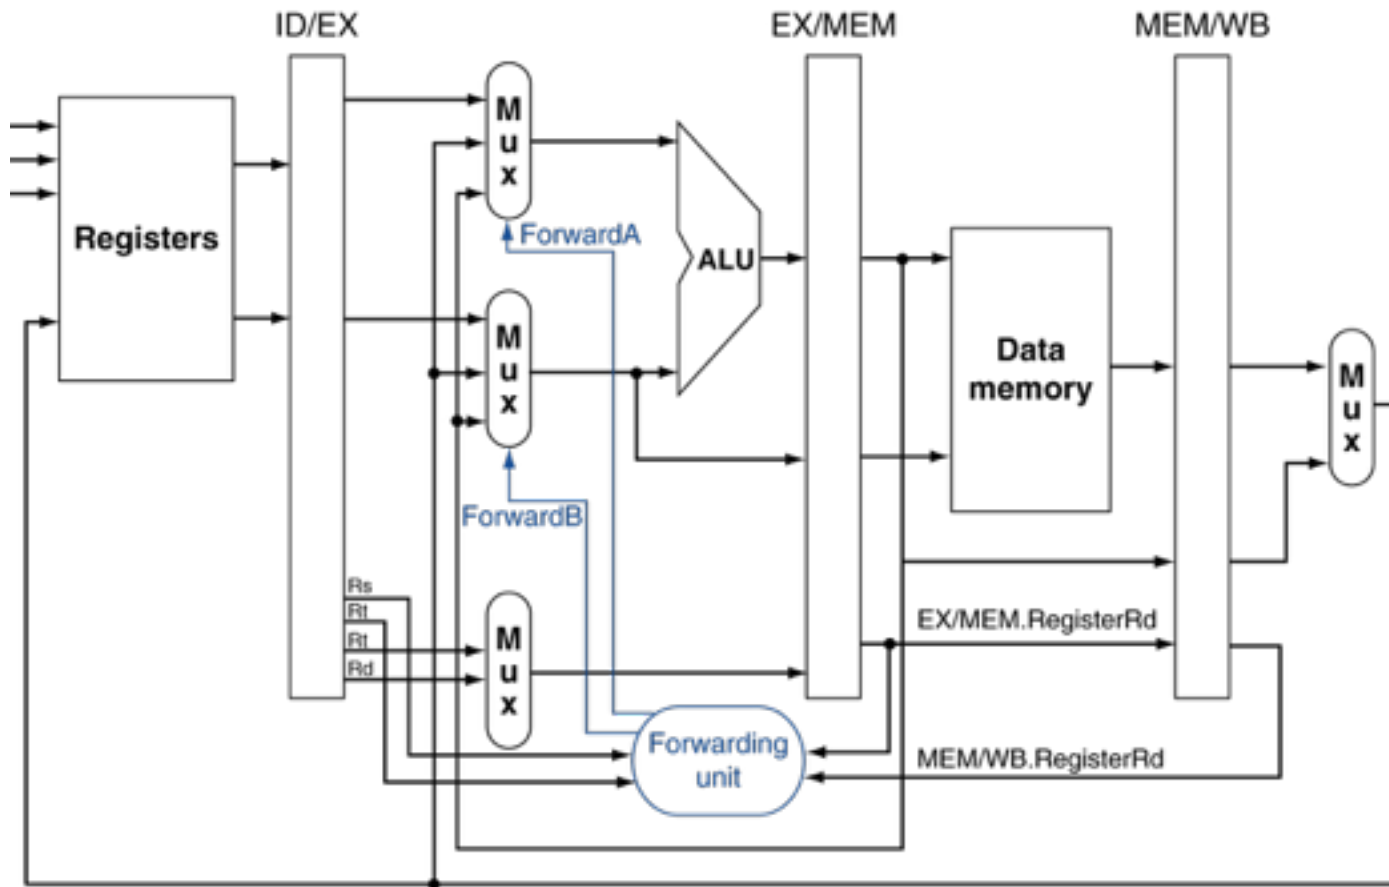 ID/EX
EX/MEM
MEM/WB
M
u
x
Registers
ForwardA
ALU
M
u
x
Data
memory
M
u
x
ForwardB
Rs
Rt
Rt
Rd
M
u
x
EX/MEM.RegisterRd
Forwarding
unit
MEM/WB.RegisterRd